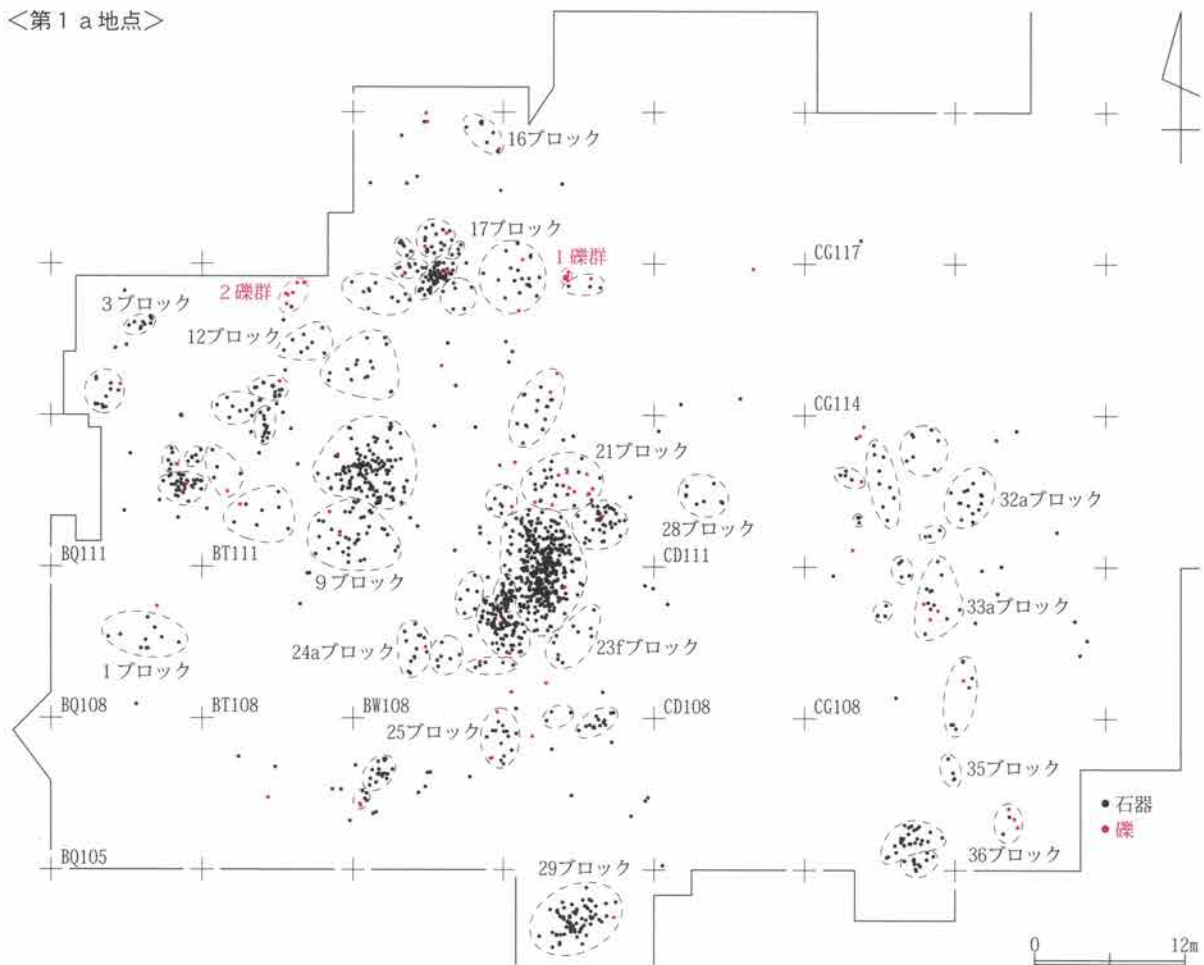 <第1a地点>
16ブロック
17ブロック
1礫群
CG117
2礫群
3ブロック
12ブロック
CG114
21ブロック
32aブロック
28ブロック
BQ111
BT111
CD111
9ブロック
33aブロック
1ブロック
24aブロック
23fブロック
BQ108
BT108
BW108
CD108
CG108
25ブロック
35ブロック
石器
礫
36ブロック
BQ105
29ブロック
0
12m